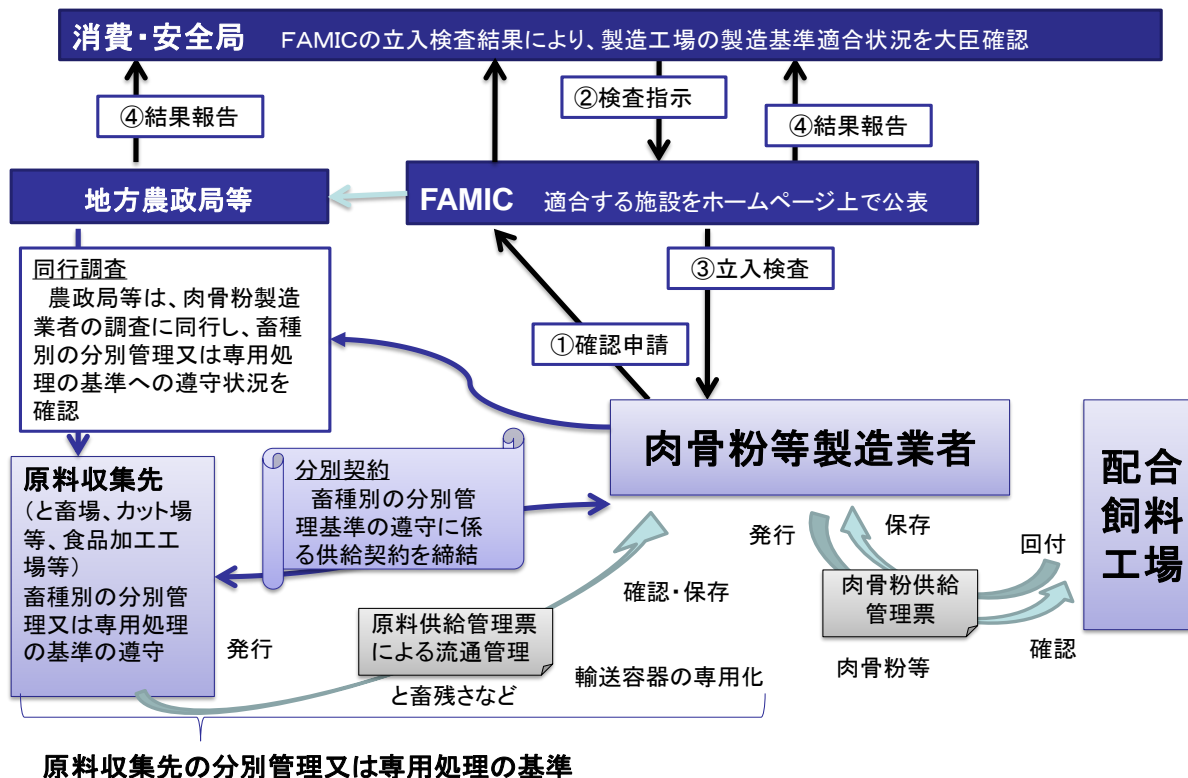 消費・安全局 FAMICの立入検査結果により、製造工場の製造基準適合状況を大臣確認
④結果報告
②検査指示
④結果報告
地方農政局等
FAMIC 適合する施設をホームページ上で公表
同行調査
農政局等は、肉骨粉製造
業者の調査に同行し、畜種
別の分別管理又は専用処
理の基準への遵守状況を
確認
③立入検査
①確認申請
肉骨粉等製造業者
配合
飼料
工場
原料収集先
(と畜場、カット場
等、食品加工工
場等)
畜種別の分別管
理又は専用処理
の基準の遵守
分別契約
畜種別の分別管
理基準の遵守に係
る供給契約を締結
発行
保存
回付
肉骨粉供給
管理票
確認
肉骨粉等
確認・保存
発行
原料供給管理票
による流通管理
と畜残さなど
輸送容器の専用化
原料収集先の分別管理又は専用処理の基準